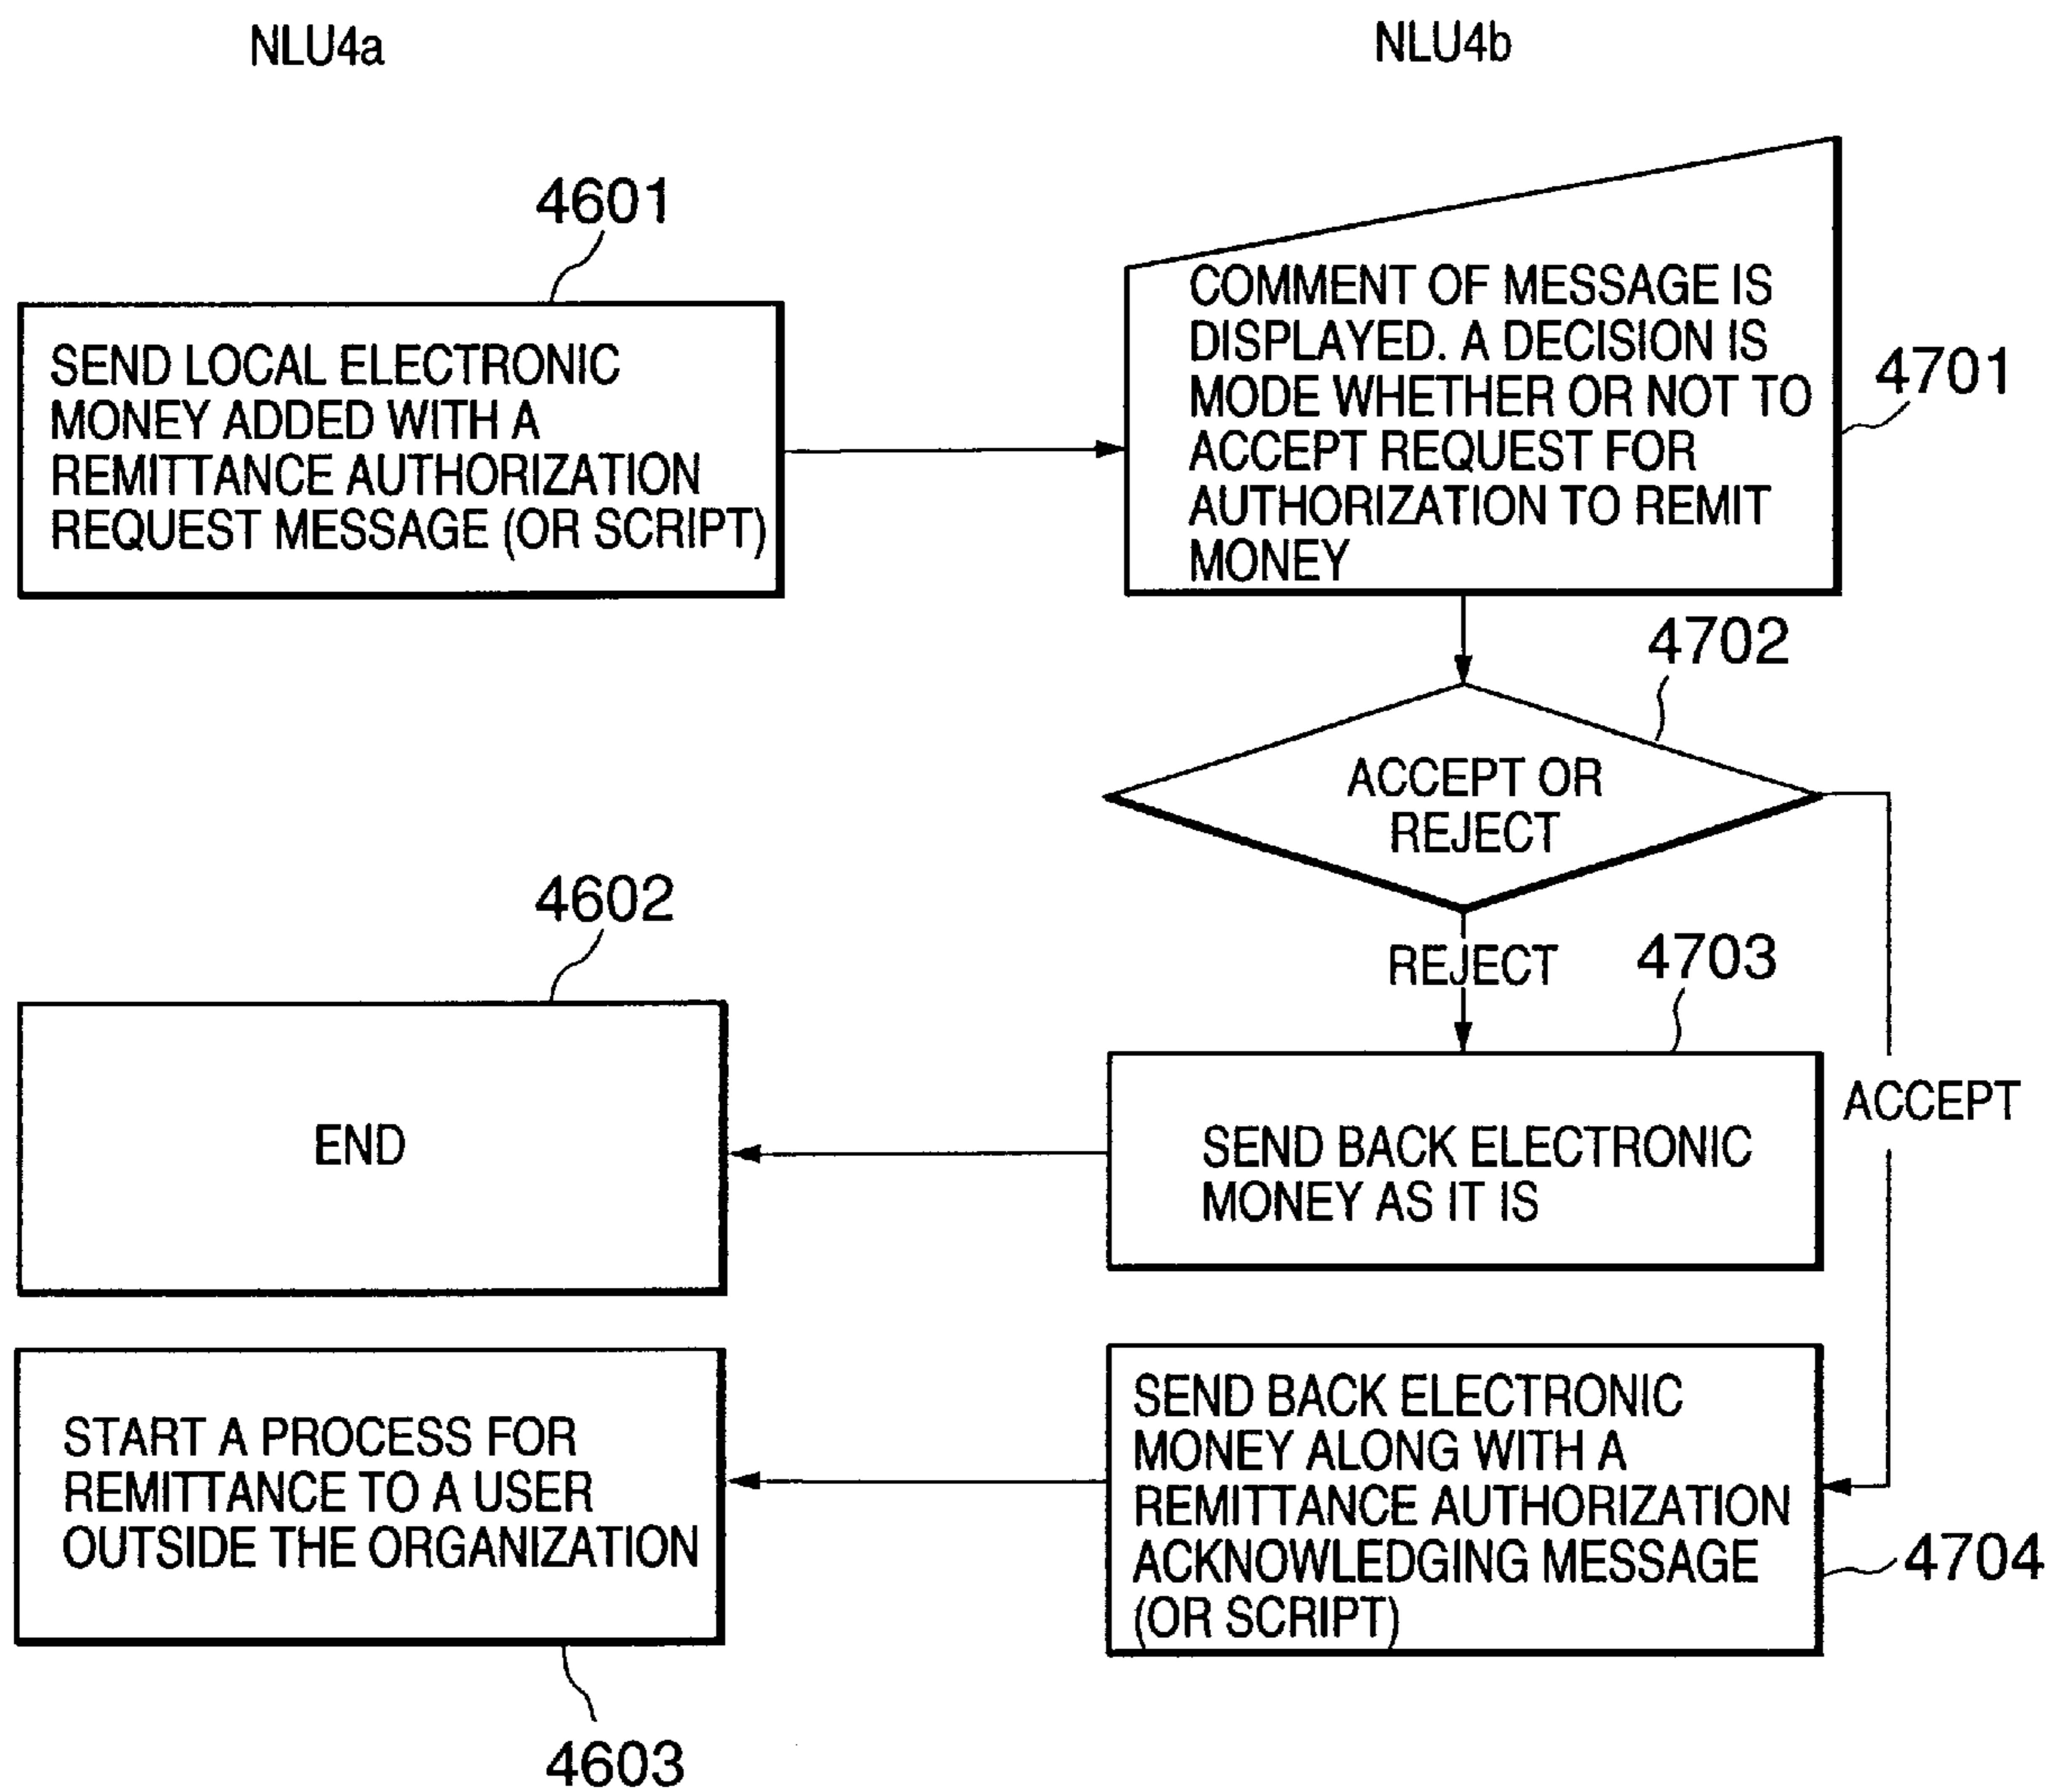 NLU4a
NLU4b
4601
SEND LOCAL ELECTRONIC
MONEY ADDED WITH A
REMITTANCE AUTHORIZATION
REQUEST MESSAGE (OR SCRIPT)
COMMENT OF MESSAGE IS
DISPLAYED. A DECISION IS
MODE WHETHER OR NOT TO
ACCEPT REQUEST FOR
AUTHORIZATION TO REMIT
MONEY
4701
4702
ACCEPT OR
REJECT
REJECT
ACCEPT
4602
END
4703
SEND BACK ELECTRONIC
MONEY AS IT IS
START A PROCESS FOR
REMITTANCE TO A USER
OUTSIDE THE ORGANIZATION
4603
SEND BACK ELECTRONIC
MONEY ALONG WITH A
REMITTANCE AUTHORIZATION
ACKNOWLEDGING MESSAGE
(OR SCRIPT)
4704